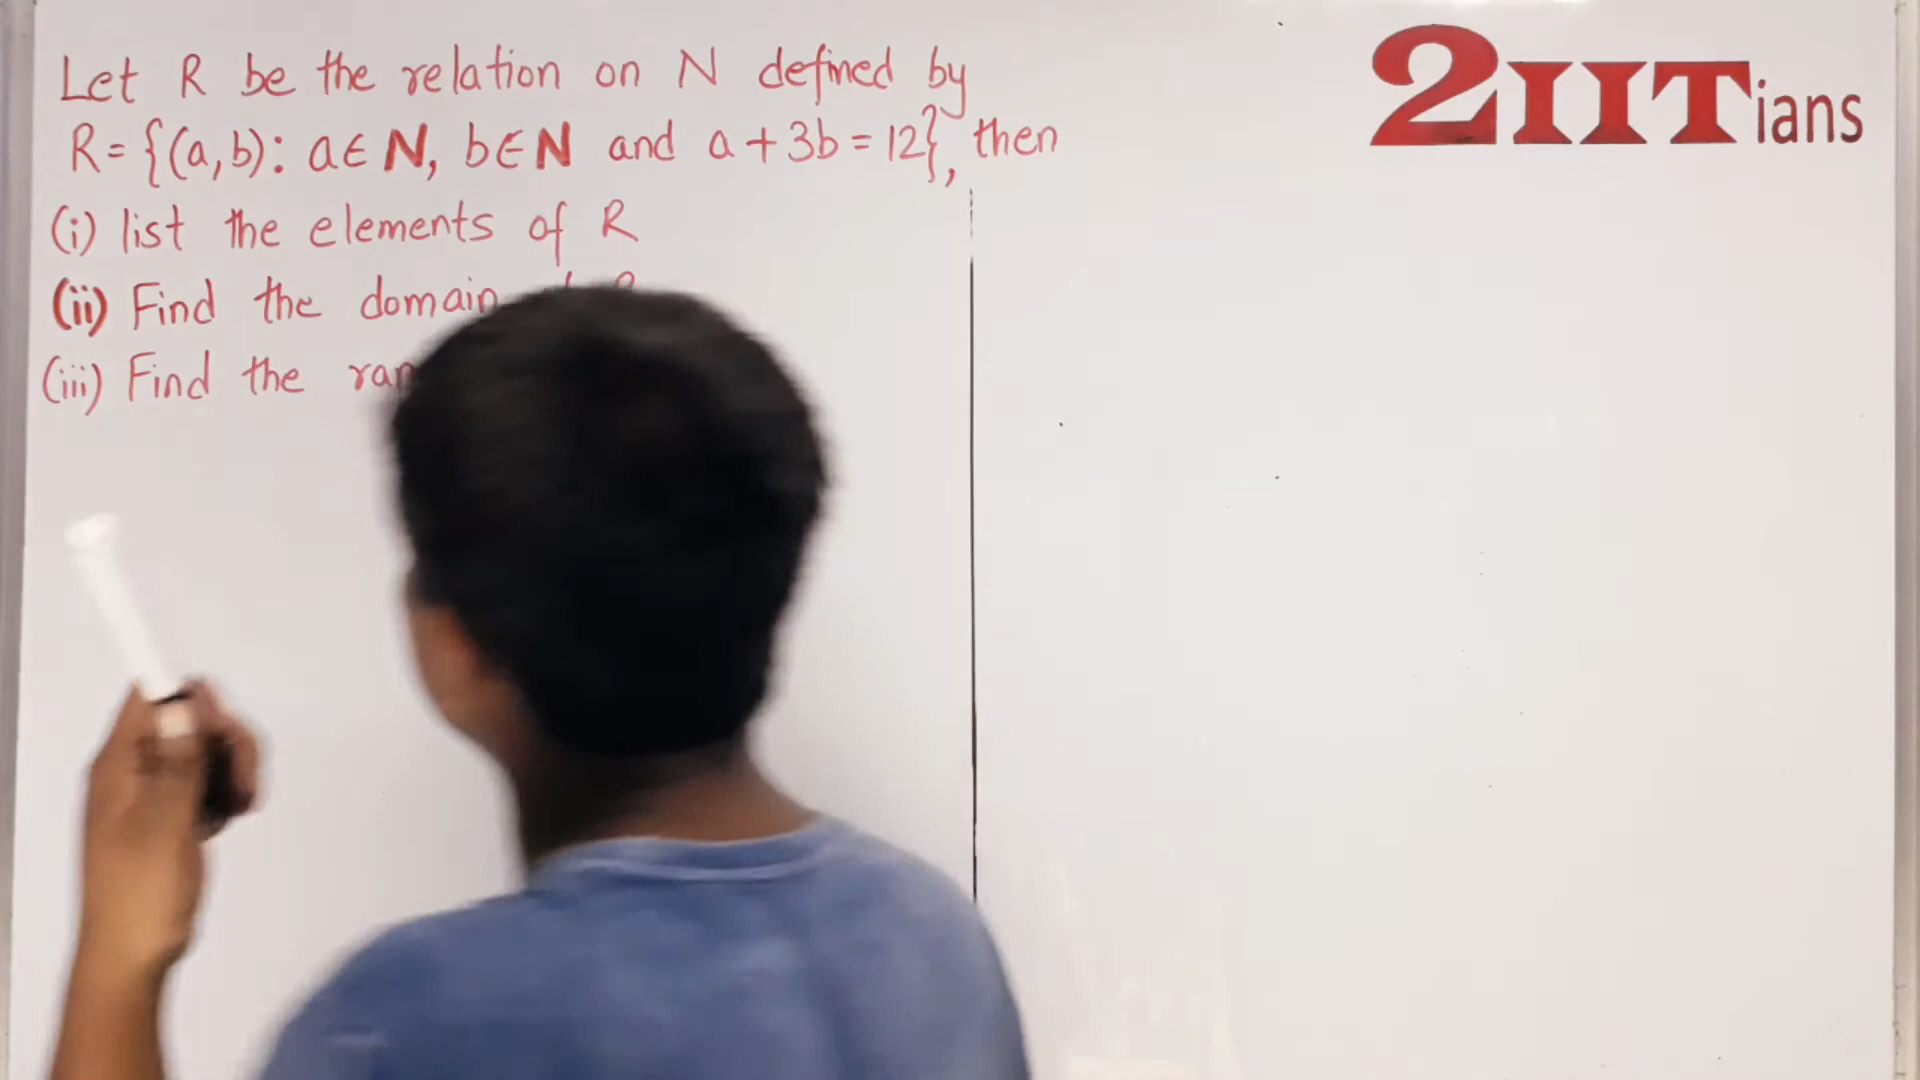 Let R be the relation on N defined by
R = {(a, b): a ∈ N, b ∈ N and a + 3b = 12}, then
(i) list the elements of R
(ii) Find the domain
(iii) Find the
2IITians